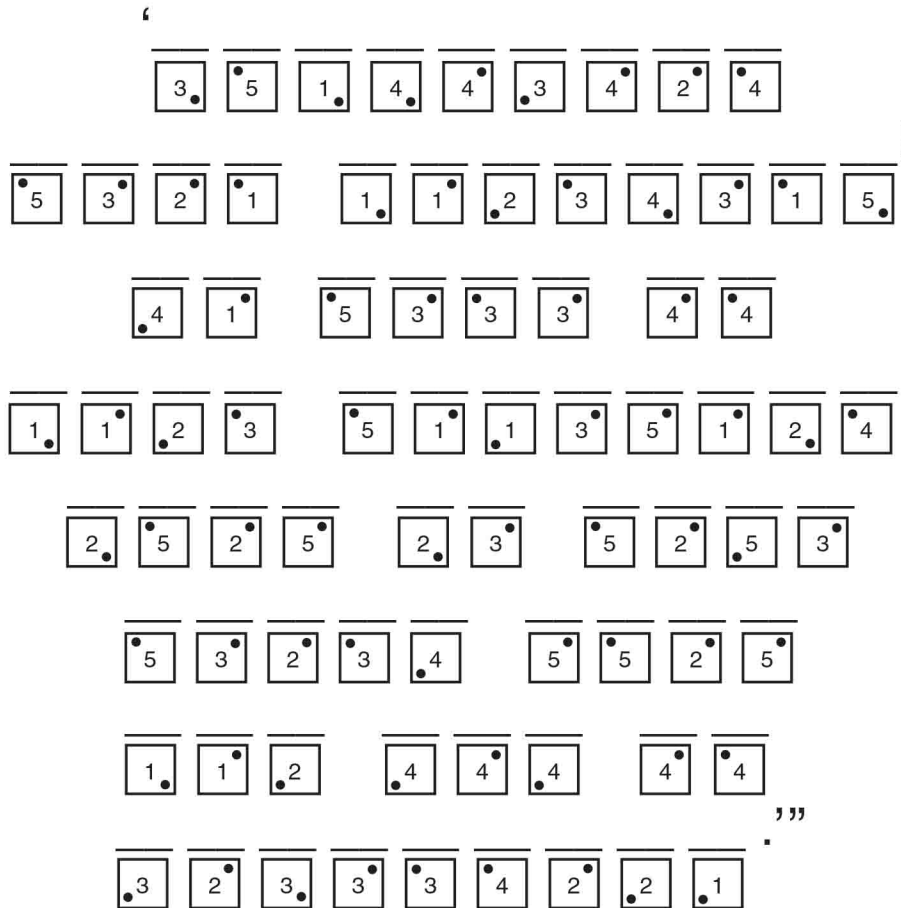 ‘
3 5 1 4 4 3 4 2 4
5 3 2 1 1 1 2 3 4 3 1 5
4 1 5 3 3 3 4 4
1 1 2 3 5 1 1 3 5 1 2 4
2 5 2 5 2 3 5 2 5 3
5 3 2 3 4 5 5 2 5
1 1 2 4 4 4 4 4
3 2 3 3 3 4 2 2 1 .’”